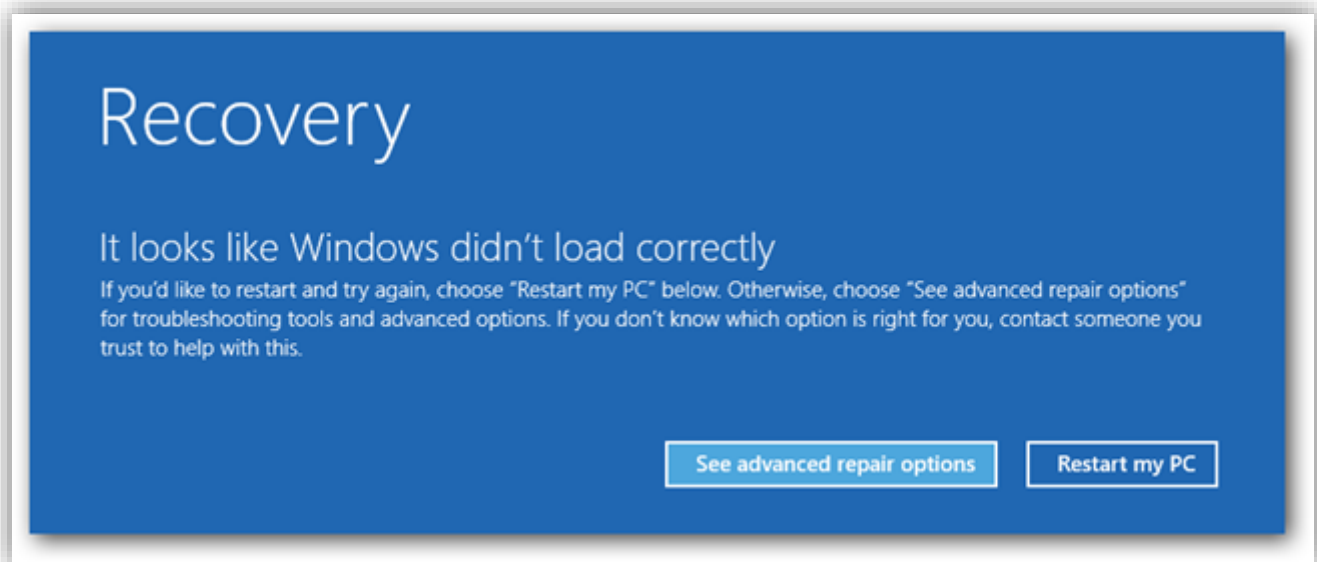 Recovery
It looks like Windows didn’t load correctly
If you’d like to restart and try again, choose “Restart my PC” below. Otherwise, choose “See advanced repair options”
for troubleshooting tools and advanced options. If you don’t know which option is right for you, contact someone you
trust to help with this.
See advanced repair options
Restart my PC